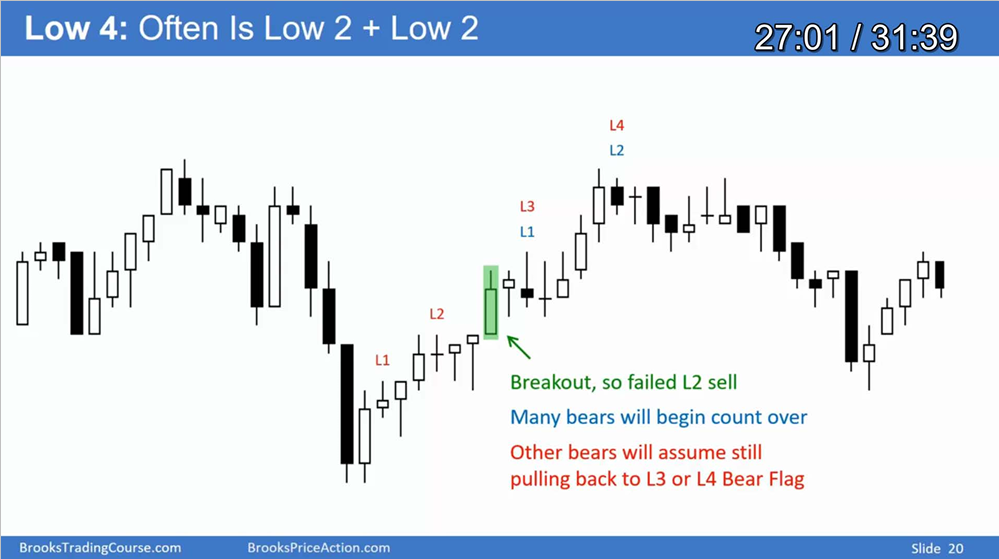 Low 4: Often Is Low 2 + Low 2
27:01 / 31:39
L4
L2
L3
L1
L2
L1
Breakout, so failed L2 sell
Many bears will begin count over
Other bears will assume still
pulling back to L3 or L4 Bear Flag
BrooksTradingCourse.com
BrooksPriceAction.com
Slide 20